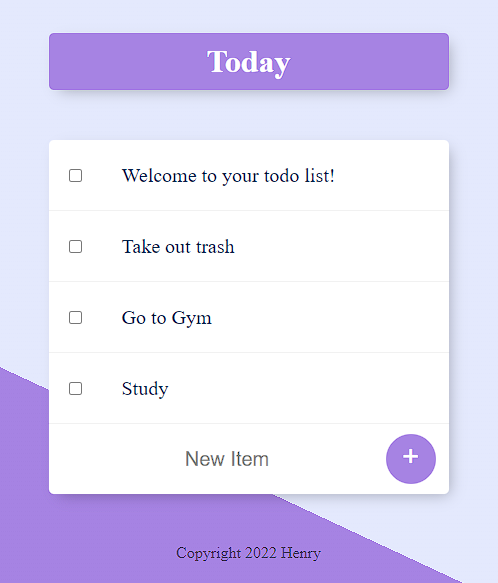 Today
Welcome to your todo list!
Take out trash
Go to Gym
Study
New Item
+
Copyright 2022 Henry